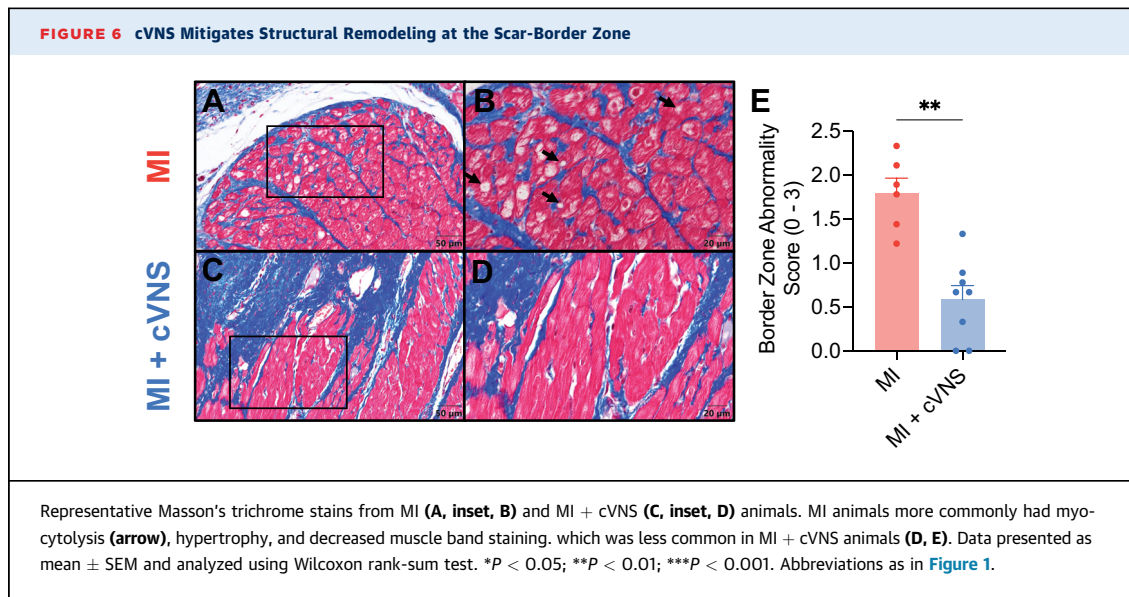 FIGURE 6 cVNS Mitigates Structural Remodeling at the Scar-Border Zone
MI
MI + cVNS
A
50 µm
B
20 µm
C
50 µm
D
20 µm
E
**
Border Zone Abnormality
Score (0 - 3)
2.5
2.0
1.5
1.0
0.5
0.0
MI
MI + cVNS
Representative Masson's trichrome stains from MI (A, inset, B) and MI + cVNS (C, inset, D) animals. MI animals more commonly had myo-
cytolysis (arrow), hypertrophy, and decreased muscle band staining. which was less common in MI + cVNS animals (D, E). Data presented as
mean ± SEM and analyzed using Wilcoxon rank-sum test. *P < 0.05; **P < 0.01; ***P < 0.001. Abbreviations as in Figure 1.